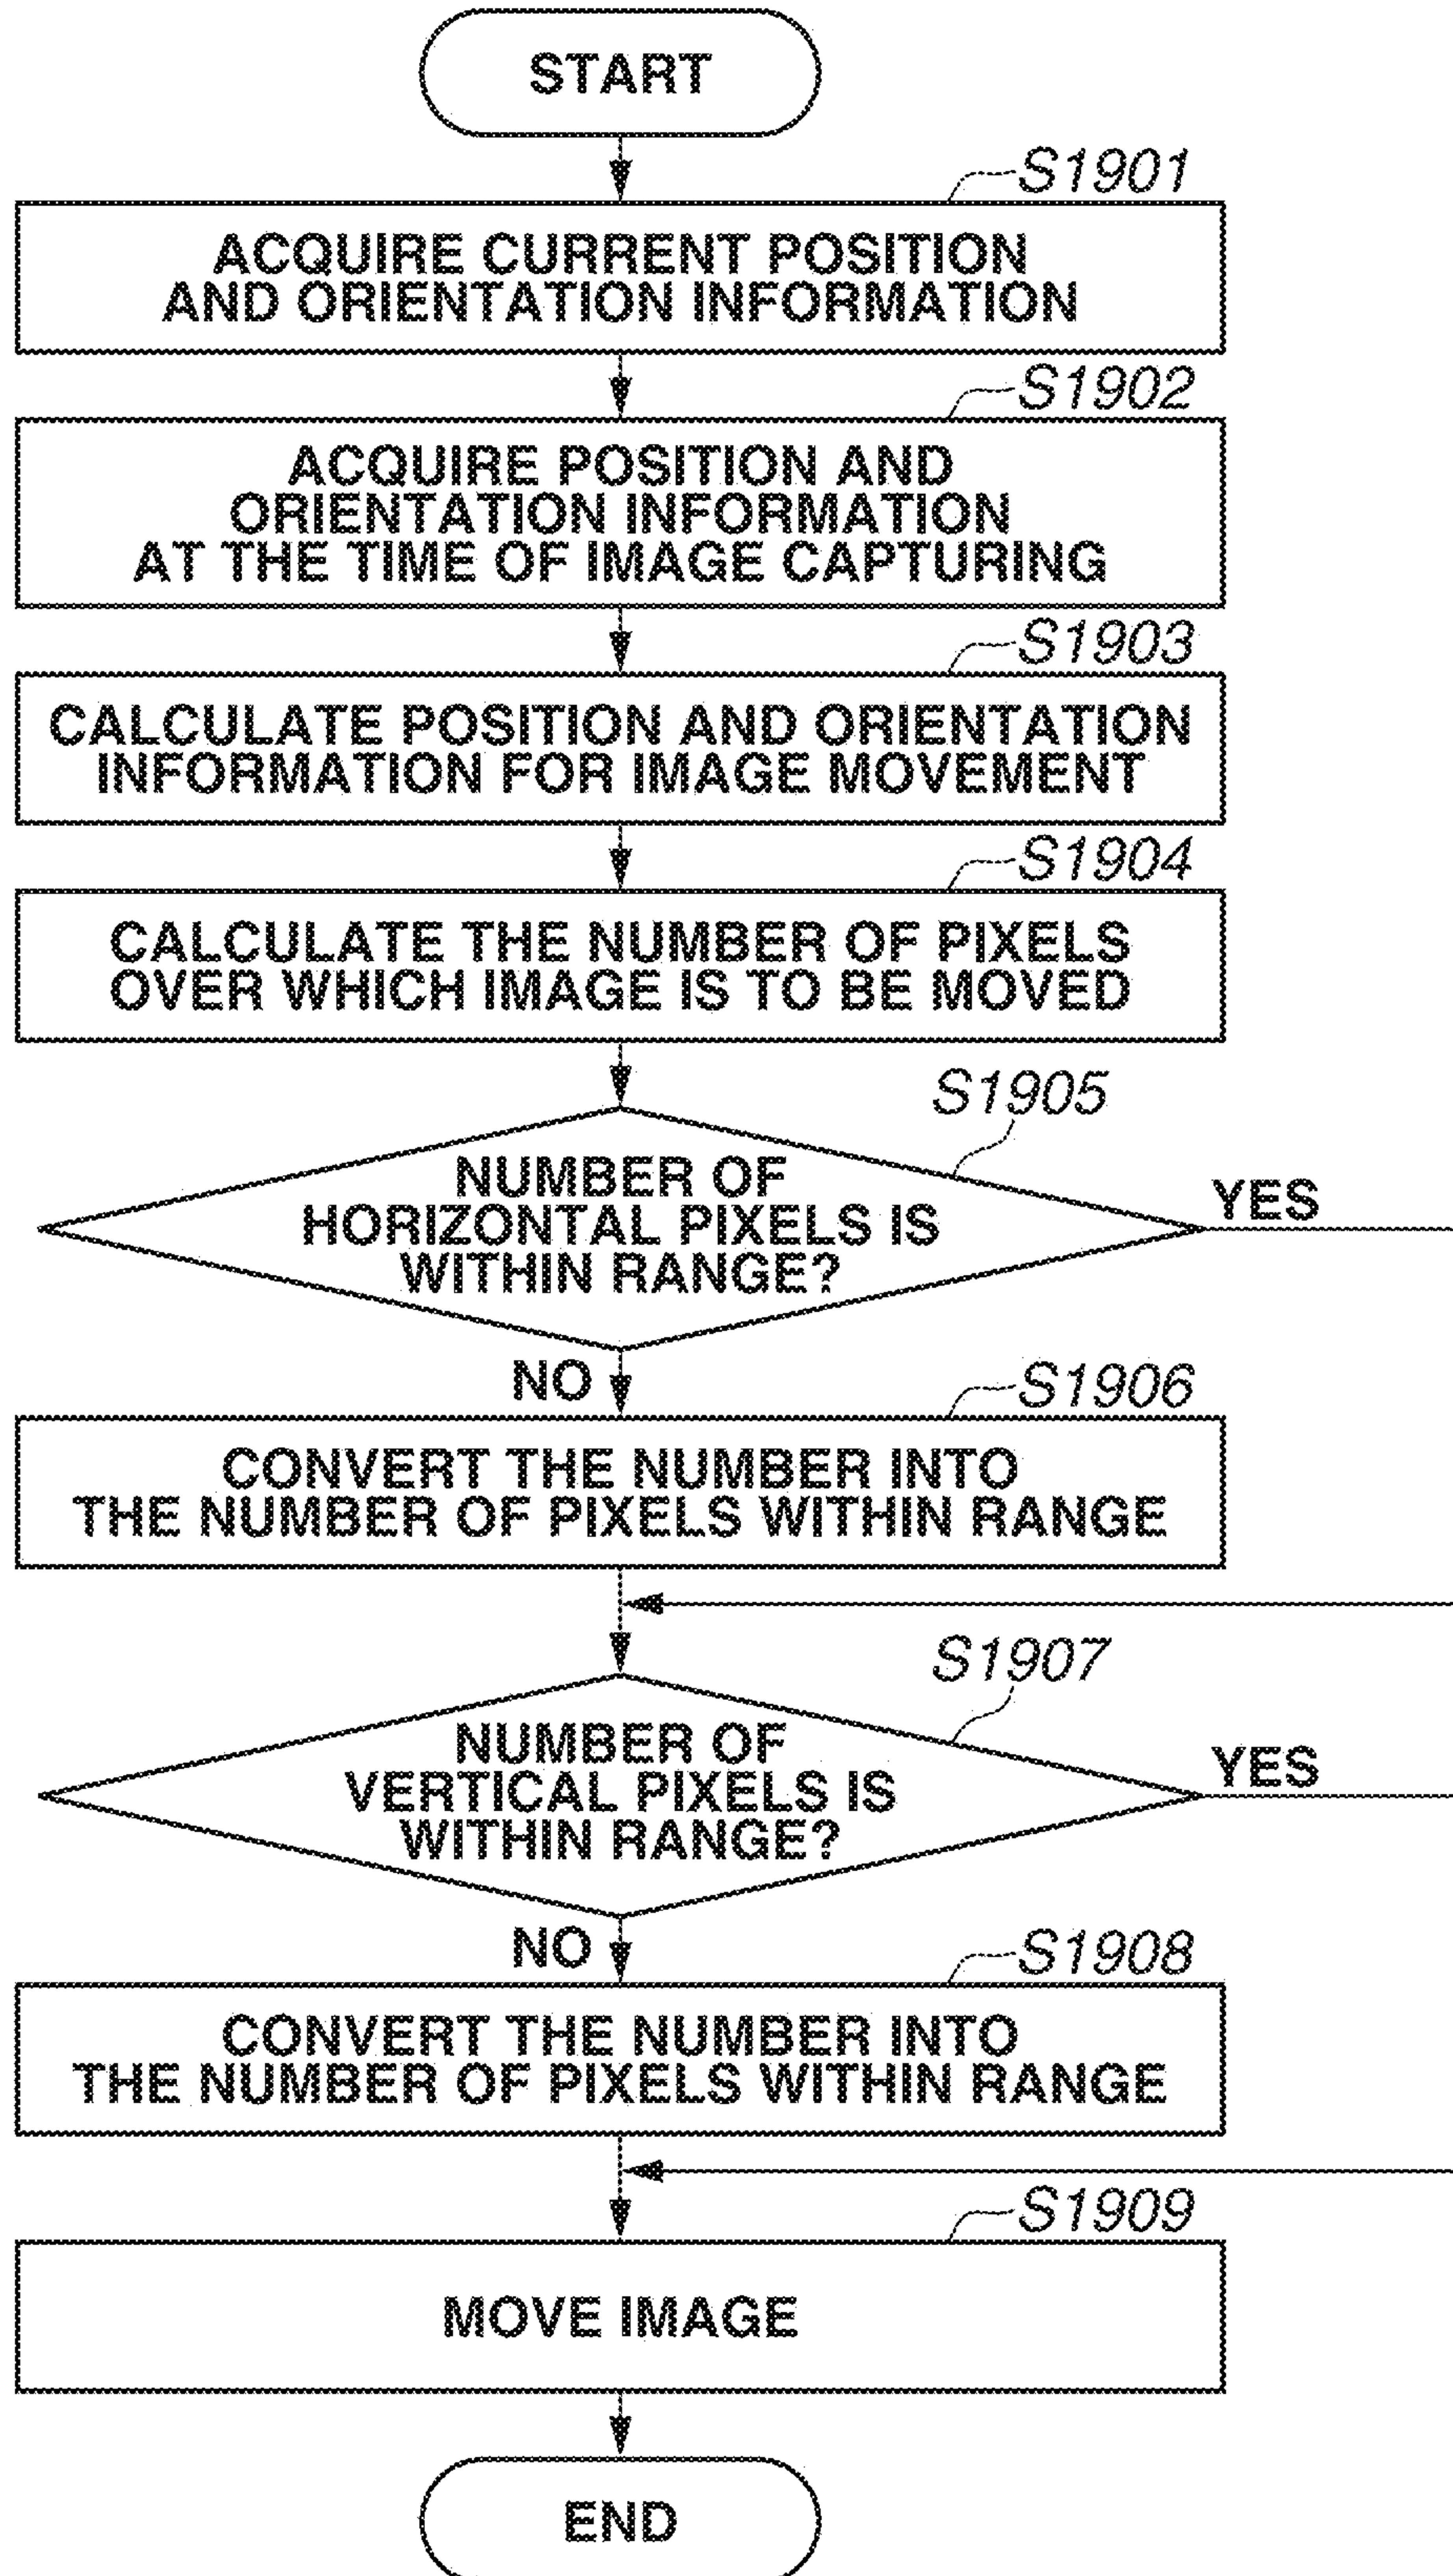 START
S1901
ACQUIRE CURRENT POSITION
AND ORIENTATION INFORMATION
S1902
ACQUIRE POSITION AND
ORIENTATION INFORMATION
AT THE TIME OF IMAGE CAPTURING
S1903
CALCULATE POSITION AND ORIENTATION
INFORMATION FOR IMAGE MOVEMENT
S1904
CALCULATE THE NUMBER OF PIXELS
OVER WHICH IMAGE IS TO BE MOVED
S1905
NUMBER OF
HORIZONTAL PIXELS IS
WITHIN RANGE?
YES
NO
S1906
CONVERT THE NUMBER INTO
THE NUMBER OF PIXELS WITHIN RANGE
S1907
NUMBER OF
VERTICAL PIXELS IS
WITHIN RANGE?
YES
NO
S1908
CONVERT THE NUMBER INTO
THE NUMBER OF PIXELS WITHIN RANGE
S1909
MOVE IMAGE
END